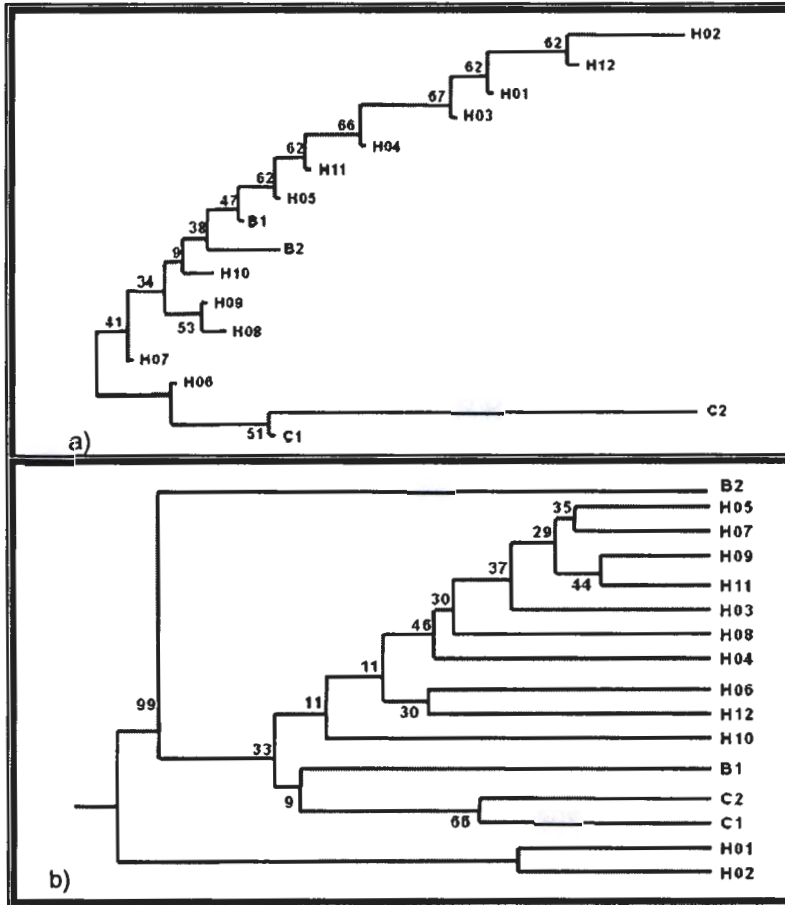 62 H02
62 H12
67 H01
66 H03
62 H04
62 H11
47 H05
38 B1
9 B2
34 H10
H09
41 53 H08
H07
H06
C2
a) 51 C1
B2
35 H05
29 H07
37 H09
44 H11
30 H03
46 H08
11 H04
11 H06
99 30 H12
33 H10
B1
9 C2
66 C1
H01
b) H02